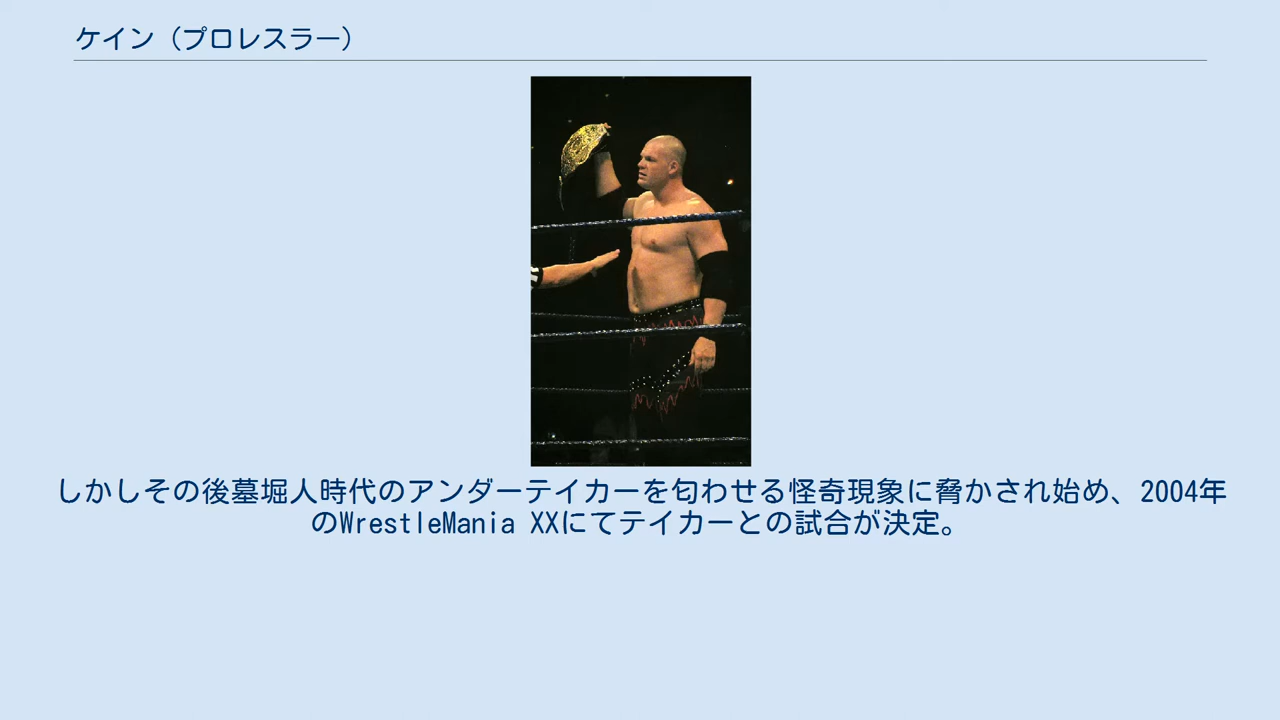 ケイン（プロレスラー）
しかしその後墓堀人時代のアンダーテイカーを匂わせる怪奇現象に脅かされ始め、2004年
のWrestleMania XXにてテイカーとの試合が決定。